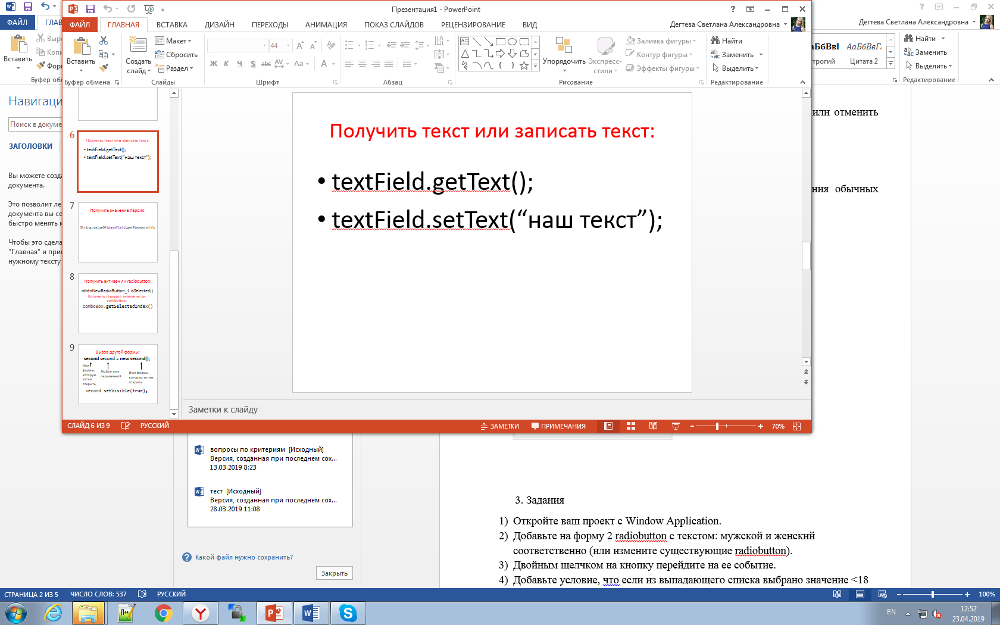 Презентация1 - PowerPoint
ФАЙЛ
ГЛАВНАЯ
ВСТАВКА
ДИЗАЙН
ПЕРЕХОДЫ
АНИМАЦИЯ
ПОКАЗ СЛАЙДОВ
РЕЦЕНЗИРОВАНИЕ
ВИД
Дегтева Светлана Александровна
Вставить
Буфер обмена
Создать слайд
Макет
Сбросить
Раздел
Слайды
44
Ж К Ч S abc AV Aa A
Шрифт
Абзац
Упорядочить
Экспресс-стили
Заливка фигуры
Контур фигуры
Эффекты фигуры
Рисование
Найти
Заменить
Выделить
Редактирование
ФАЙЛ
ГЛАВ
Вставить
Выре
Копи
Форм
Буфер об
Дегтева Светлана Александровна
АаБбВвГг
Цитата 2
Найти
Заменить
Выделить
Редактирование
Навигаци
Поиск в докуме
ЗАГОЛОВКИ
Вы можете созда
документа.
Это позволит ле
документа вы се
быстро менять м
Чтобы это сдела
"Главная" и при
нужному тексту
6
Получить текст или записать текст:
• textField.getText();
• textField.setText("наш текст");
7
Получить значение пароля:
String.valueOf(passField.getPassword());
8
Получить активен ли radiobutton:
rdbtnNewRadioButton_1.isSelected()
Получить текущее значение ли
comboBox:
comboBox.getSelectedIndex()
9
Вызов другой формы:
second second = new second();
Имя
формы,
которую
хотим
открыть
Любое имя
переменной
Имя формы,
которую хотим
открыть
second.setVisible(true);
Получить текст или записать текст:
• textField.getText();
• textField.setText(“наш текст”);
Заметки к слайду
СЛАЙД 6 ИЗ 9
РУССКИЙ
ЗАМЕТКИ
ПРИМЕЧАНИЯ
70%
или отменить
ния обычных
вопросы по критериям [Исходный]
Версия, созданная при последнем сох...
13.03.2019 8:23
тест [Исходный]
Версия, созданная при последнем сох...
28.03.2019 11:08
Какой файл нужно сохранить?
Закрыть
3. Задания
1) Откройте ваш проект с Window Application.
2) Добавьте на форму 2 radiobutton с текстом: мужской и женский
соответственно (или измените существующие radiobutton).
3) Двойным щелчком на кнопку перейдите на ее событие.
4) Добавьте условие, что если из выпадающего списка выбрано значение <18
СТРАНИЦА 2 ИЗ 5
ЧИСЛО СЛОВ: 537
РУССКИЙ
100%
EN
12:52
23.04.2019